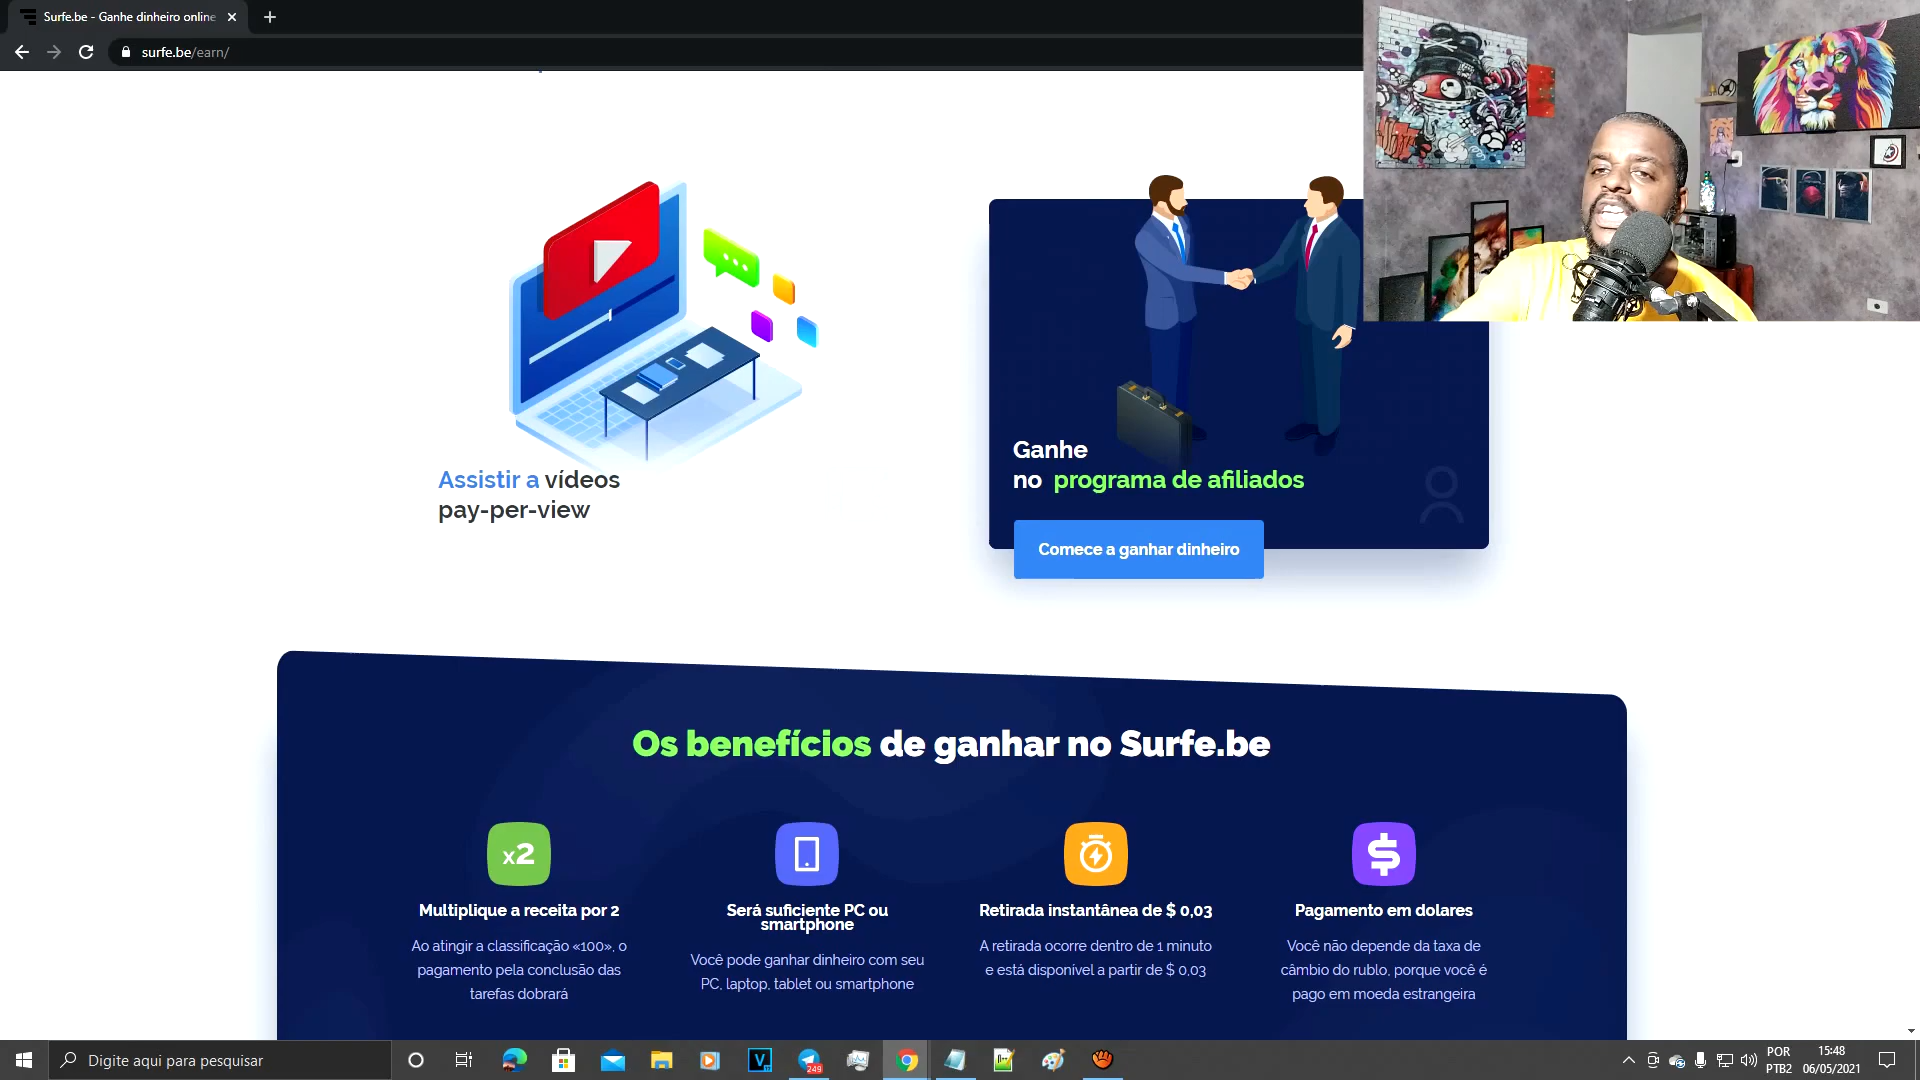 Surfe.be - Ganhe dinheiro online
surfe.be/earn/
Assistir a vídeos
pay-per-view
Ganhe
no programa de afiliados
Comece a ganhar dinheiro
Os benefícios de ganhar no Surfe.be
x2
Multiplique a receita por 2
Ao atingir a classificação «100», o
pagamento pela conclusão das
tarefas dobrará
Será suficiente PC ou
smartphone
Você pode ganhar dinheiro com seu
PC, laptop, tablet ou smartphone
Retirada instantânea de $ 0,03
A retirada ocorre dentro de 1 minuto
e está disponível a partir de $ 0,03
$
Pagamento em dolares
Você não depende da taxa de
câmbio do rublo, porque você é
pago em moeda estrangeira
Digite aqui para pesquisar
V
249
POR
PTB2
15:48
06/05/2021